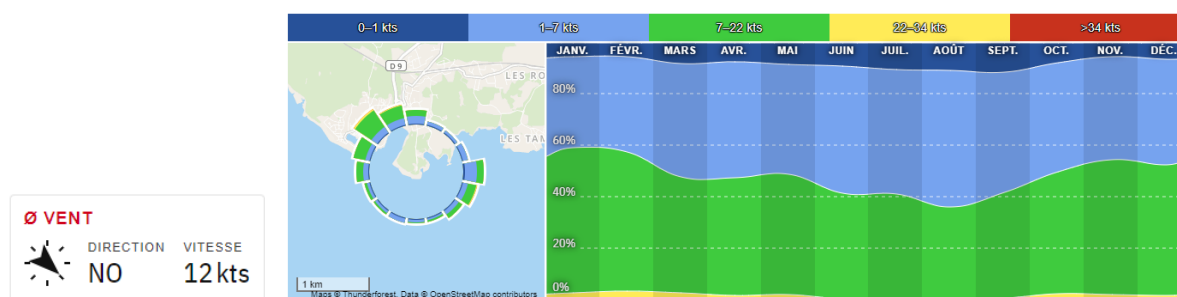 0–1 kts
1–7 kts
7–22 kts
22–34 kts
>34 kts
D 9
LES RO
LES TAM
1 km
Maps © Thunderforest, Data © OpenStreetMap contributors
JANV. FÉVR. MARS AVR. MAI JUIN JUIL. AOÛT SEPT. OCT. NOV. DÉC.
80%
60%
40%
20%
0%
Ø VENT
DIRECTION VITESSE
NO 12 kts